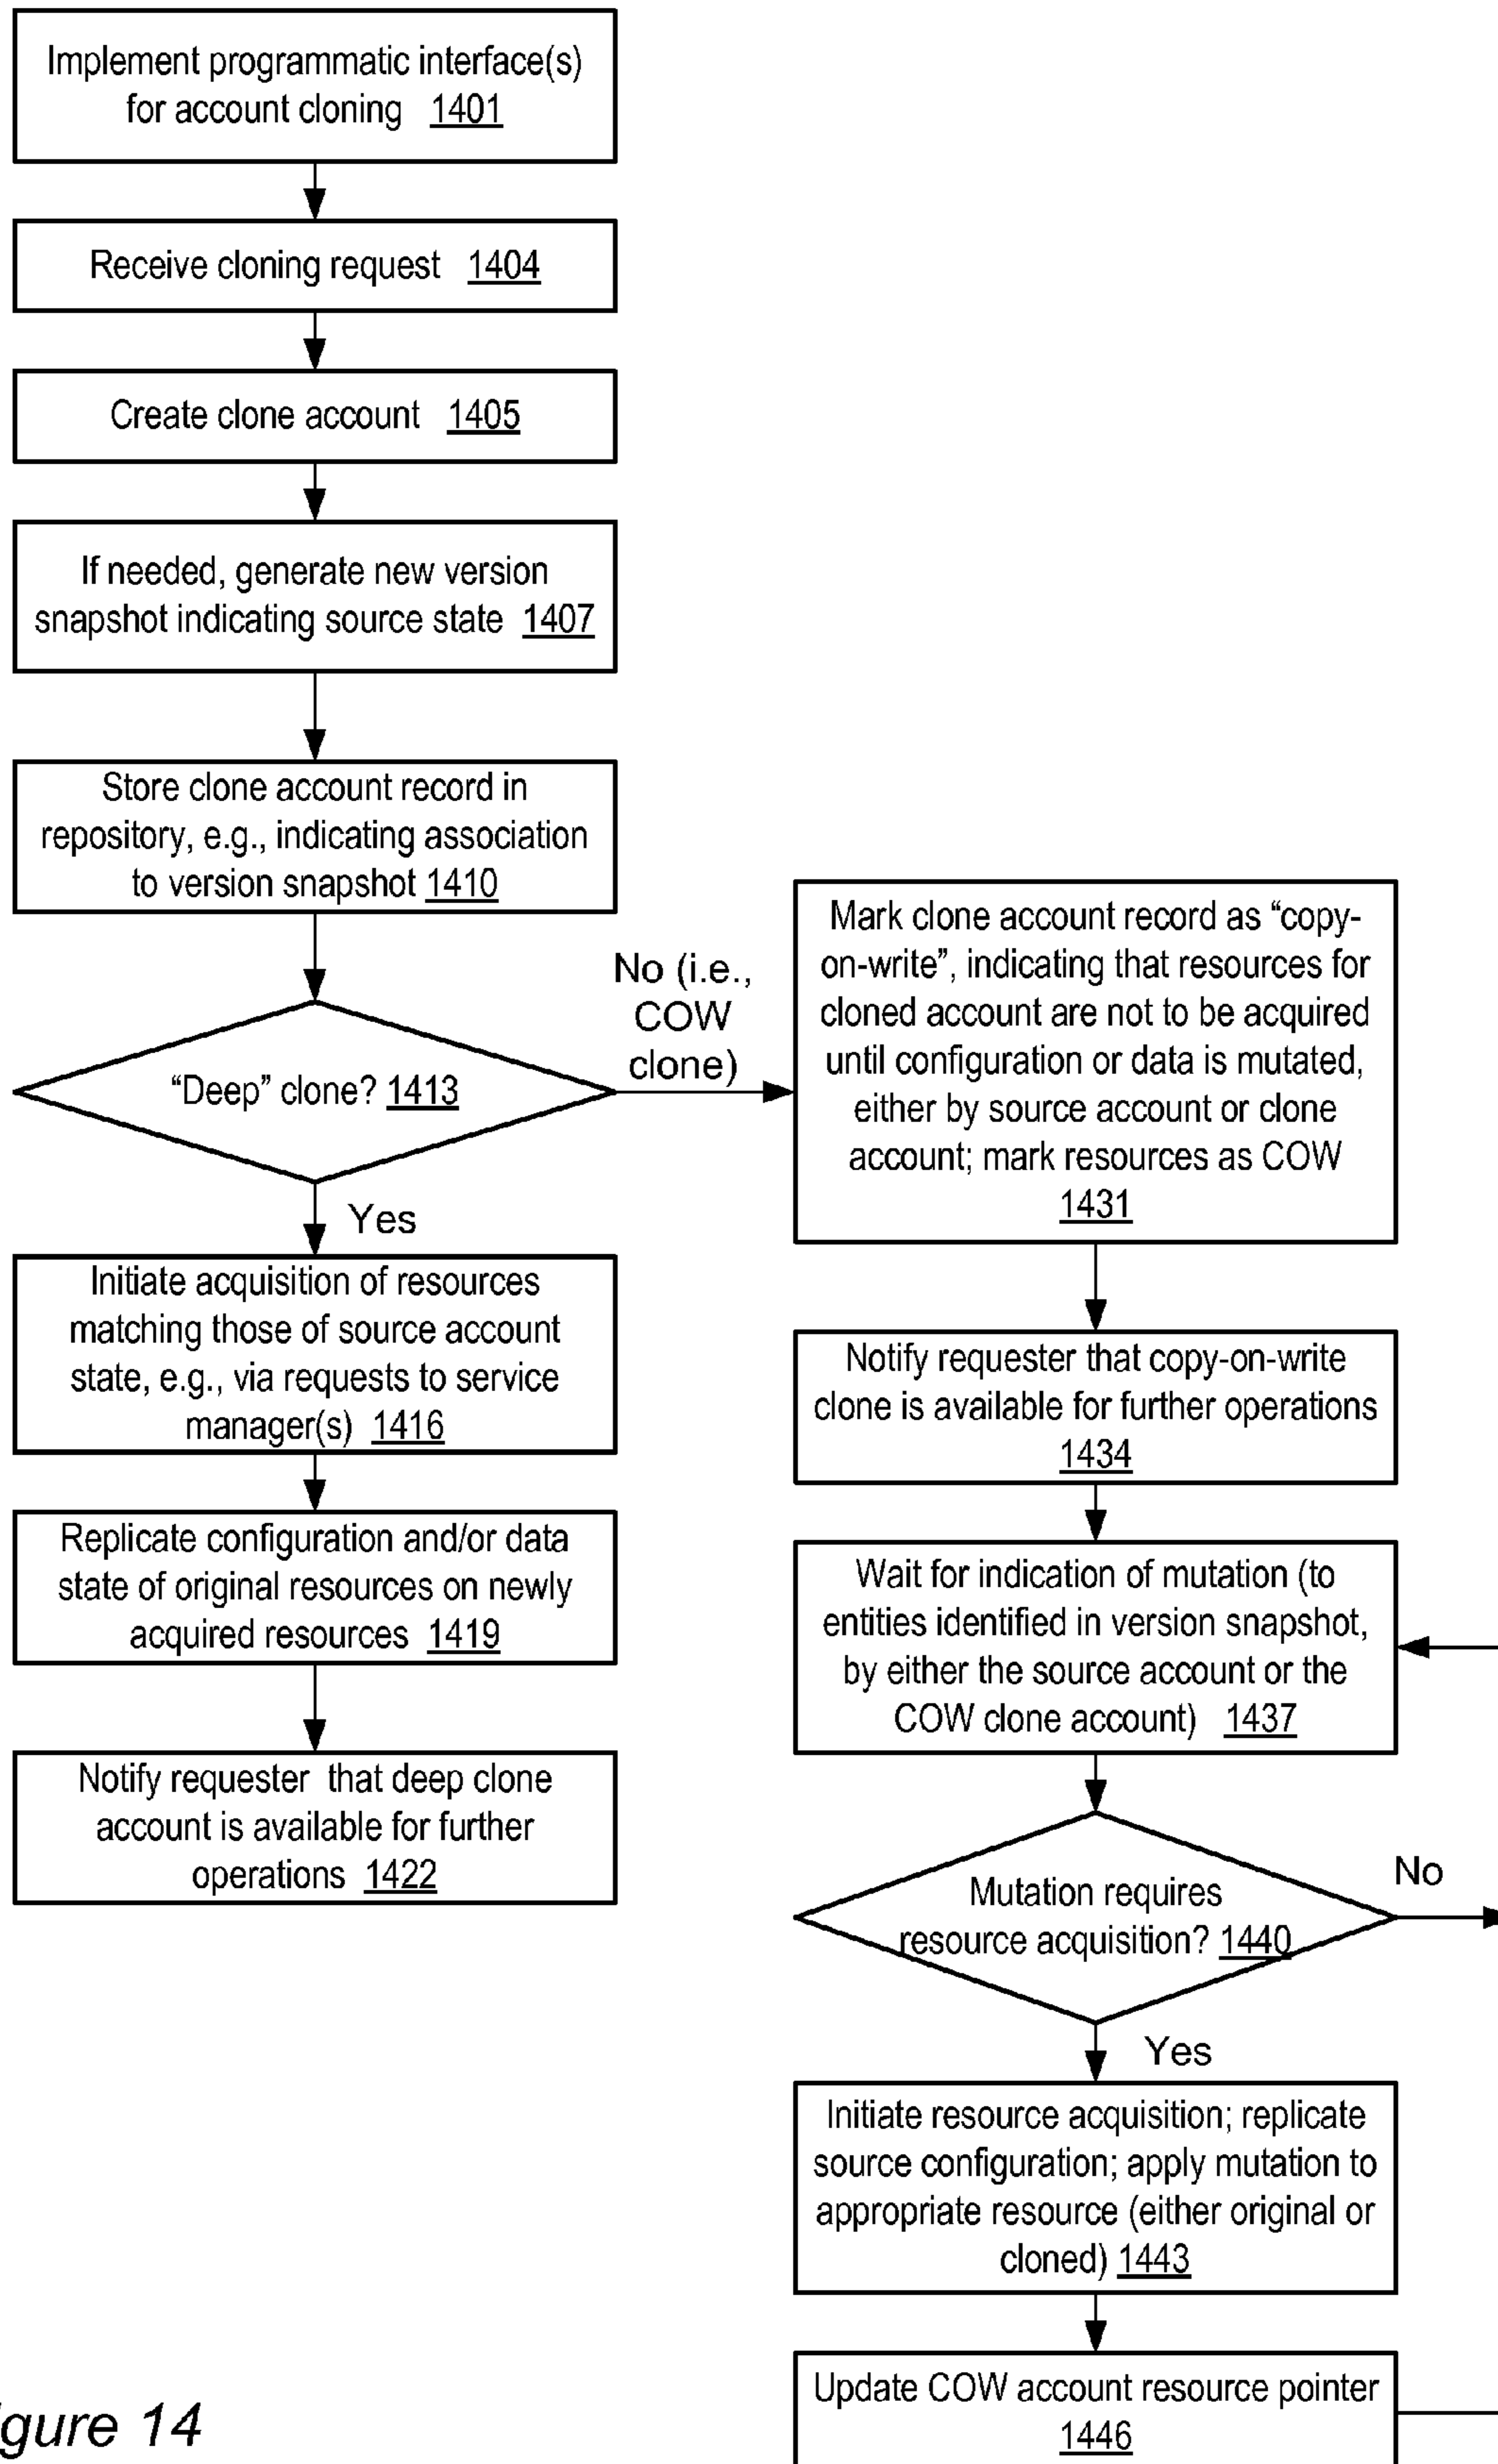 Implement programmatic interface(s)
for account cloning 1401
Receive cloning request 1404
Create clone account 1405
If needed, generate new version
snapshot indicating source state 1407
Store clone account record in
repository, e.g., indicating association
to version snapshot 1410
"Deep" clone? 1413
No (i.e.,
COW
clone)
Yes
Initiate acquisition of resources
matching those of source account
state, e.g., via requests to service
manager(s) 1416
Replicate configuration and/or data
state of original resources on newly
acquired resources 1419
Notify requester that deep clone
account is available for further
operations 1422
Mark clone account record as “copy-
on-write”, indicating that resources for
cloned account are not to be acquired
until configuration or data is mutated,
either by source account or clone
account; mark resources as COW
1431
Notify requester that copy-on-write
clone is available for further operations
1434
Wait for indication of mutation (to
entities identified in version snapshot,
by either the source account or the
COW clone account) 1437
Mutation requires
resource acquisition? 1440
No
Yes
Initiate resource acquisition; replicate
source configuration; apply mutation to
appropriate resource (either original or
cloned) 1443
Update COW account resource pointer
1446
igure 14